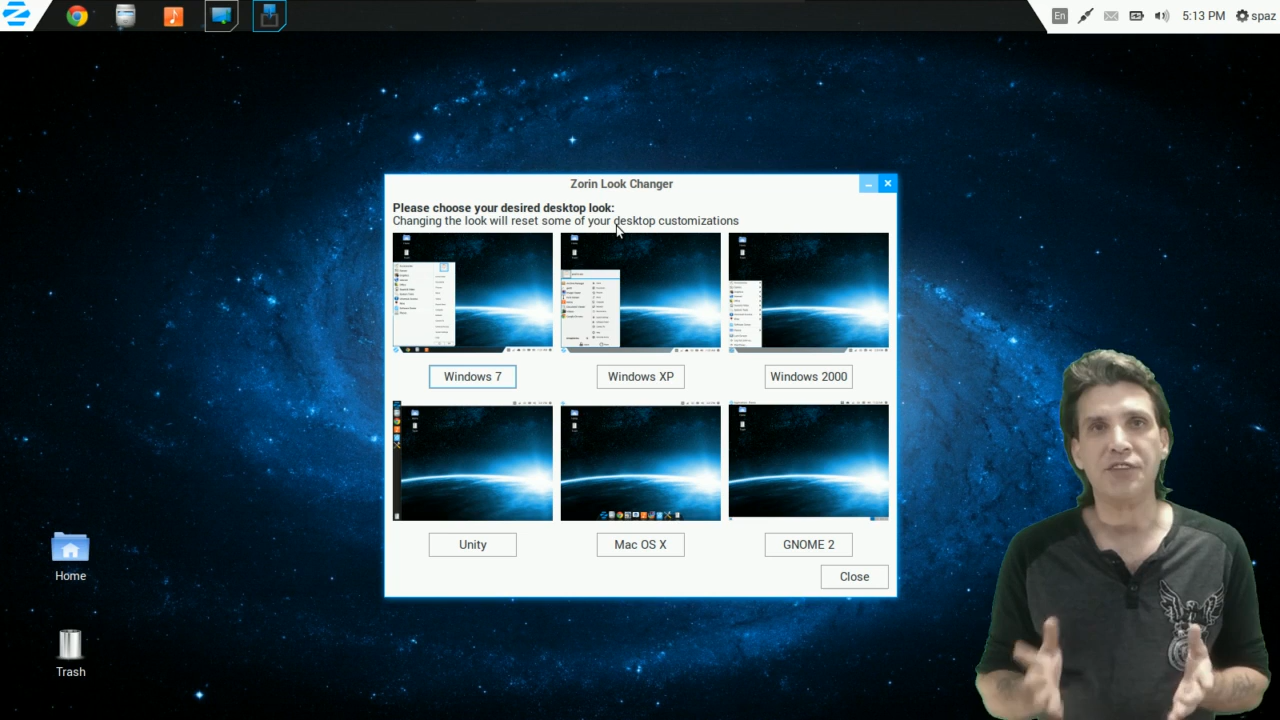 En
5:13 PM
spaz
Zorin Look Changer
Please choose your desired desktop look:
Changing the look will reset some of your desktop customizations
Windows 7
Windows XP
Windows 2000
Unity
Mac OS X
GNOME 2
Close
Home
Trash